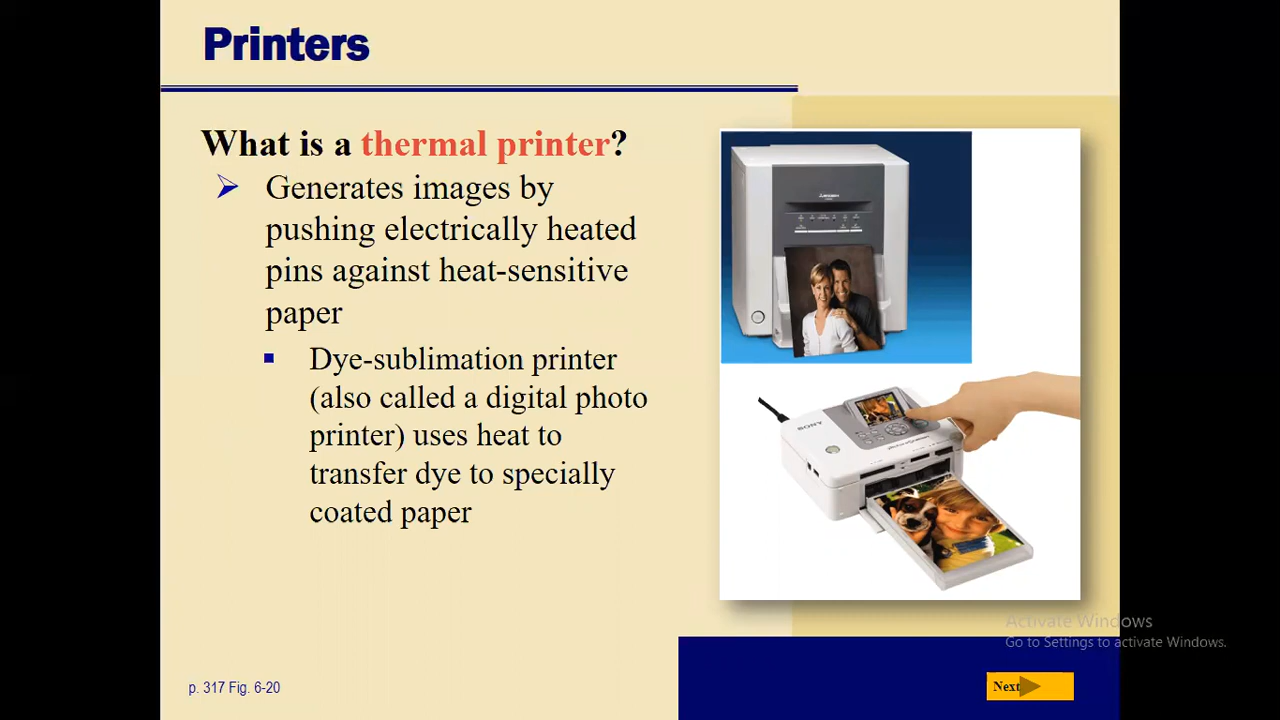 Printers
What is a thermal printer?
Generates images by
pushing electrically heated
pins against heat-sensitive
paper
Dye-sublimation printer
(also called a digital photo
printer) uses heat to
transfer dye to specially
coated paper
SONY
Activate Windows
Go to Settings to activate Windows.
p. 317 Fig. 6-20
Next